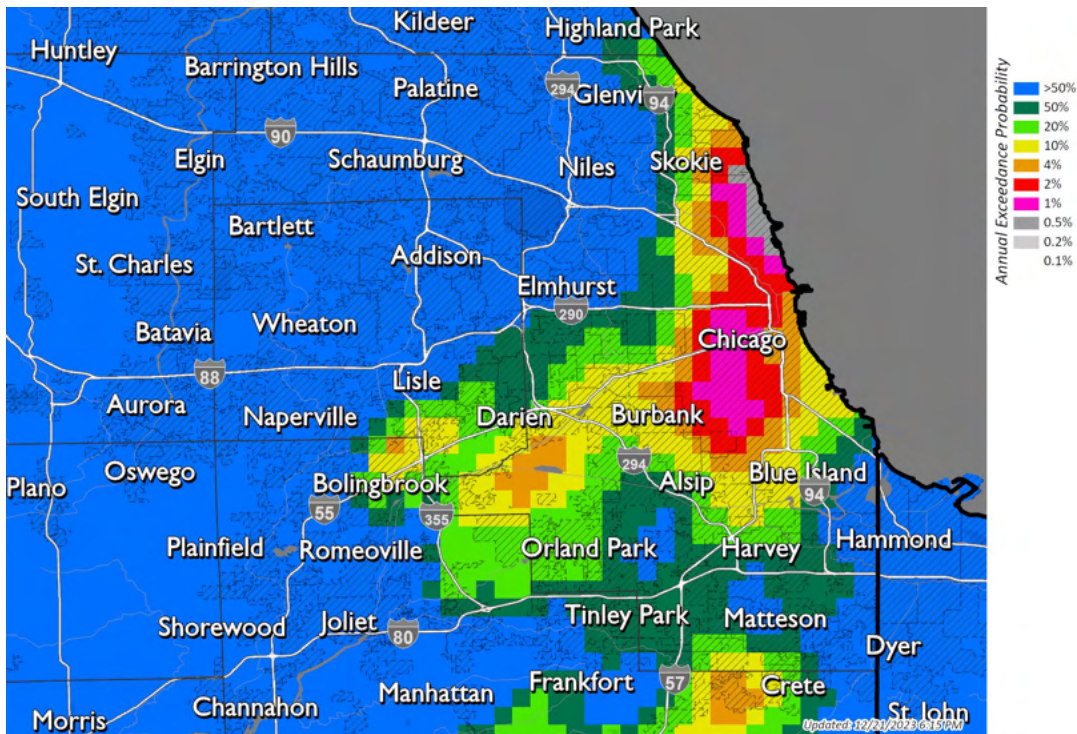 Kildeer
Highland Park
Huntley
Barrington Hills
Palatine
294
Glenvi
94
90
Elgin
Schaumburg
Niles
Skokie
South Elgin
Bartlett
Addison
St. Charles
Elmhurst
290
Batavia
Wheaton
Chicago
88
Lisle
Aurora
Naperville
Darien
Burbank
294
Oswego
Plano
Bolingbrook
Alsip
Blue Island
94
55
355
Plainfield
Romeoville
Orland Park
Harvey
Hammond
Tinley Park
Matteson
Shorewood
Joliet
80
Dyer
Manhattan
Frankfort
57
Crete
Channahon
Morris
St. John
Updated: 12/21/2023 6:15 PM
Annual Exceedance Probability
>50%
50%
20%
10%
4%
2%
1%
0.5%
0.2%
0.1%